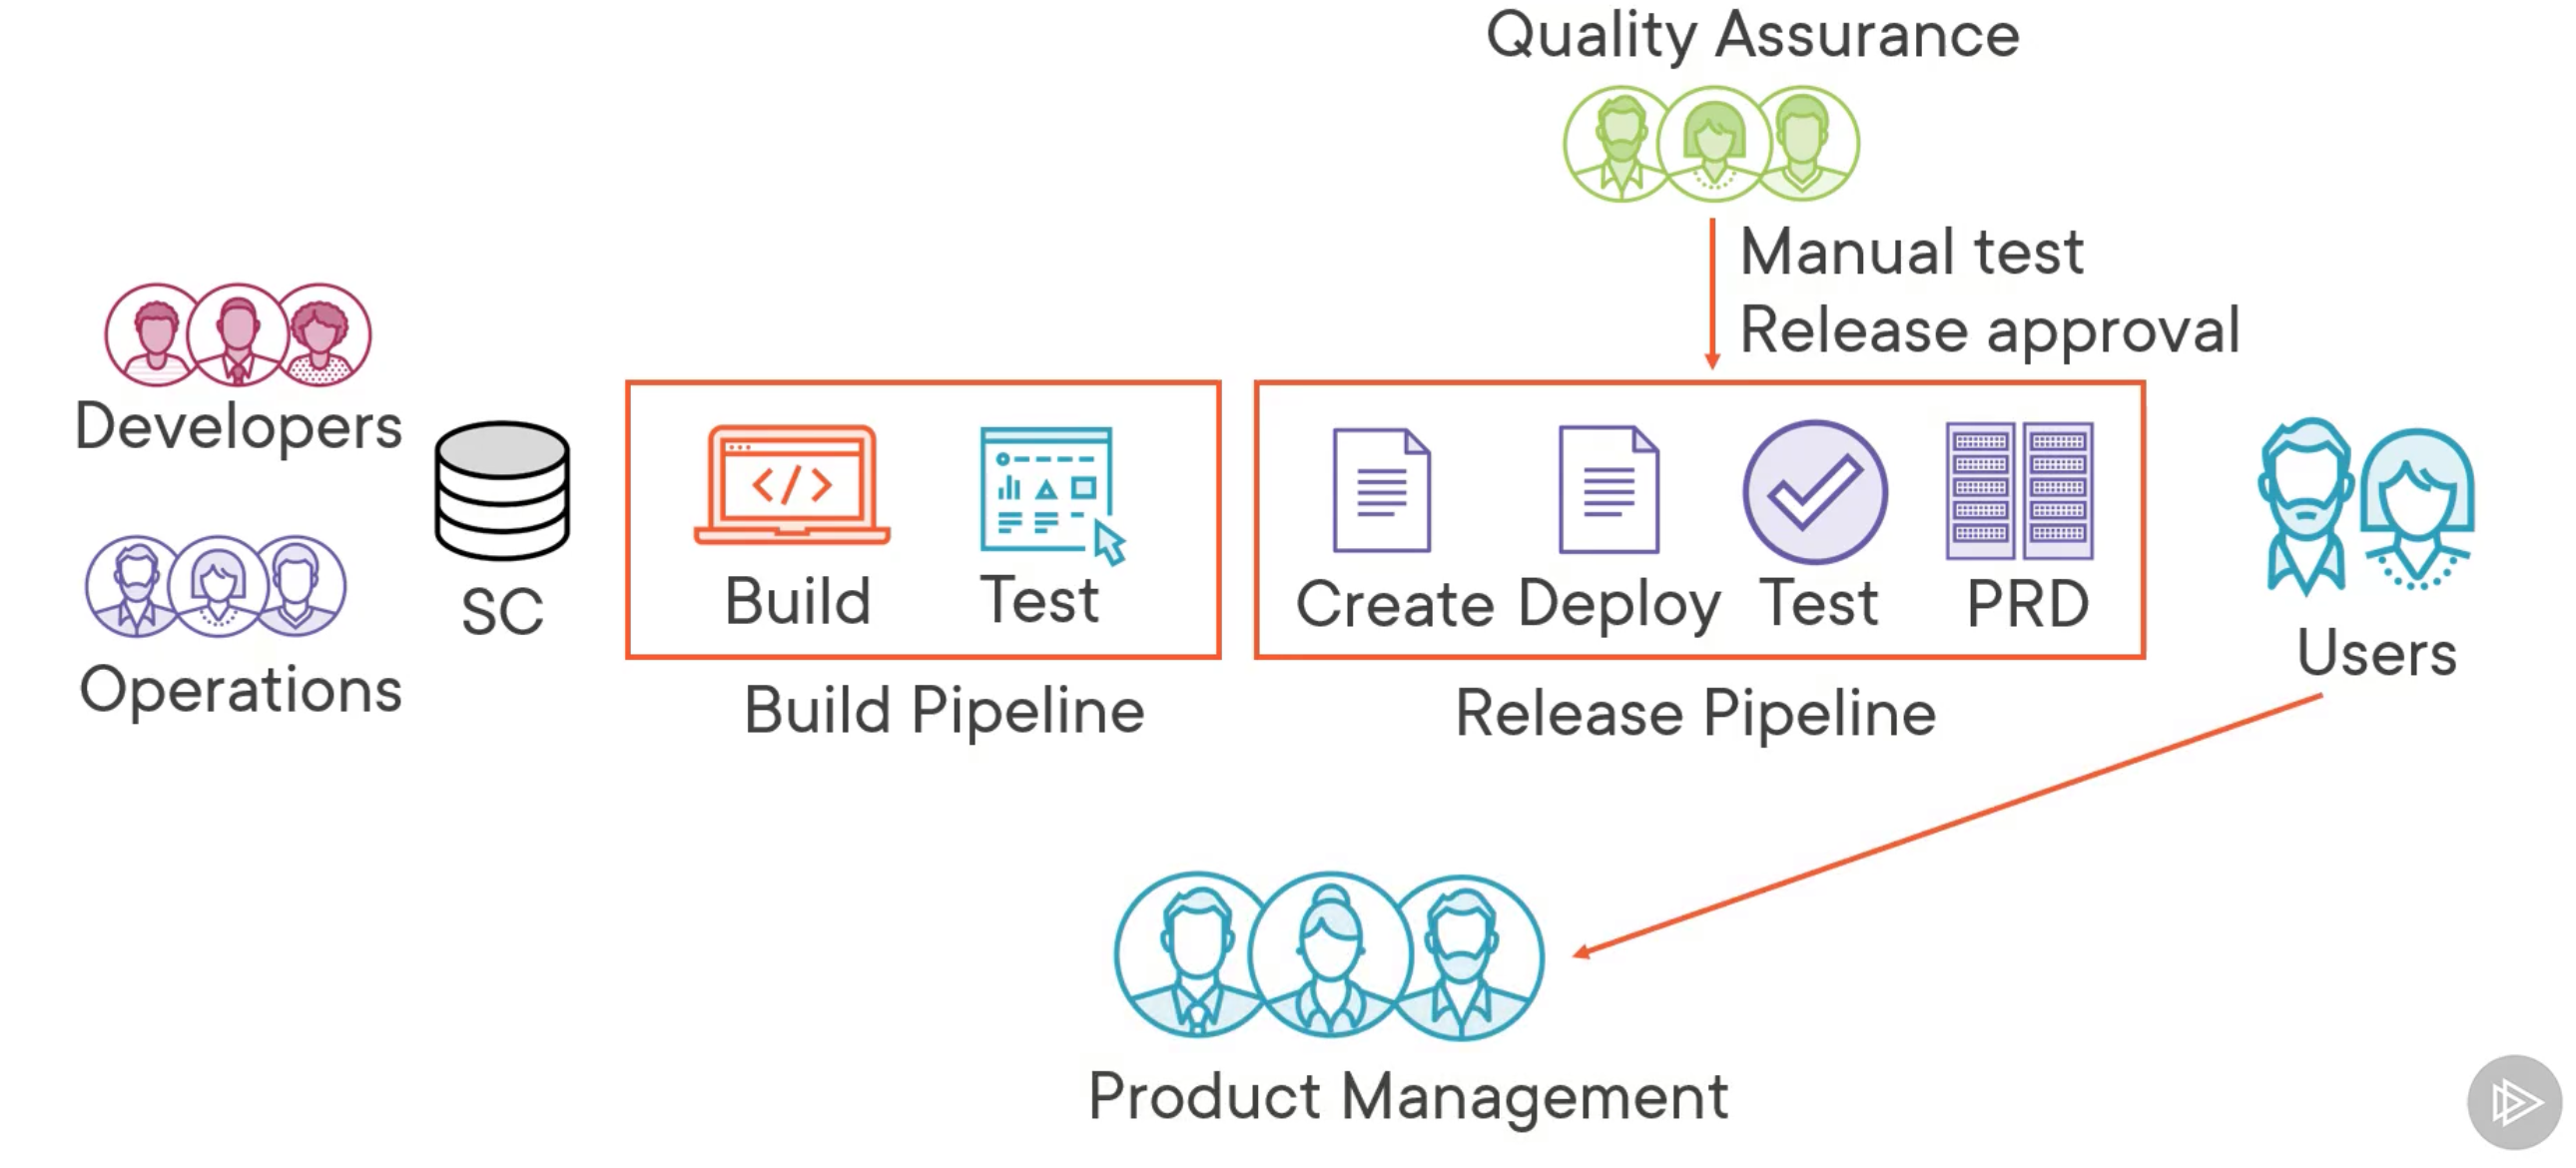 Quality Assurance
Manual test
Release approval
Developers
Operations
SC
Build
Test
Build Pipeline
Create
Deploy
Test
PRD
Release Pipeline
Users
Product Management